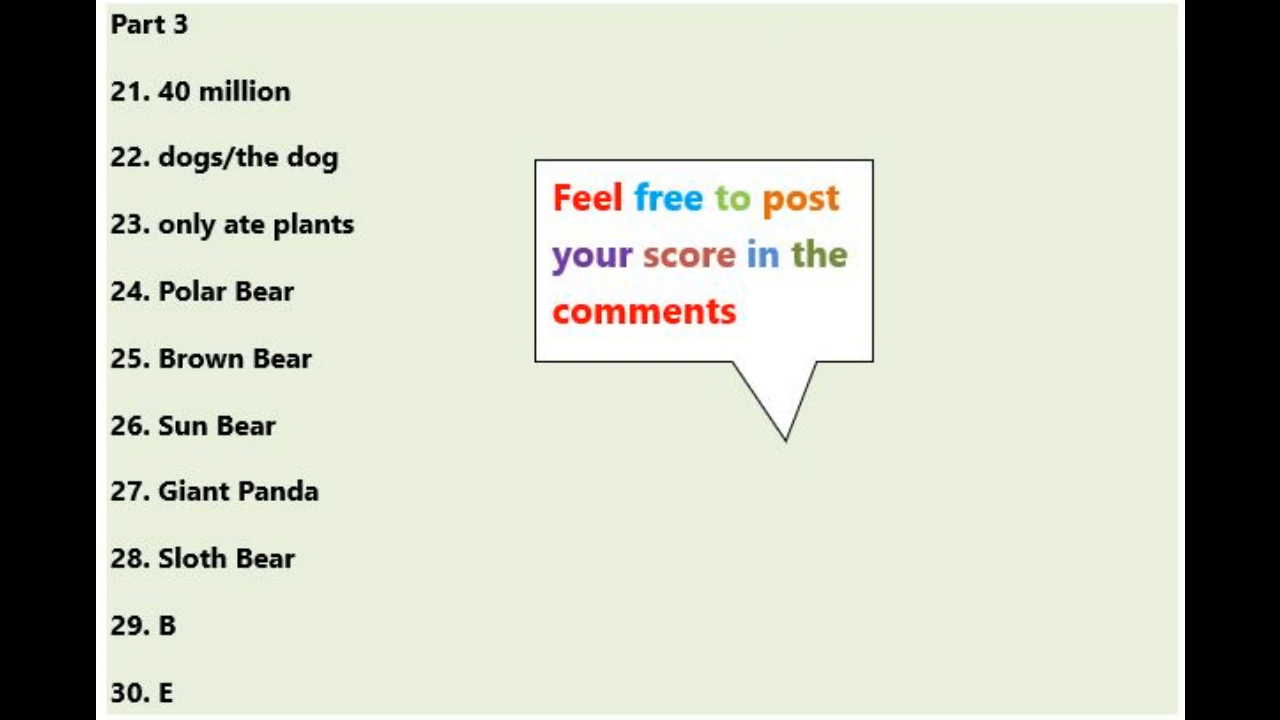 Part 3
21. 40 million
22. dogs/the dog
23. only ate plants
24. Polar Bear
25. Brown Bear
26. Sun Bear
27. Giant Panda
28. Sloth Bear
29. B
30. E
Feel free to post
your score in the
comments